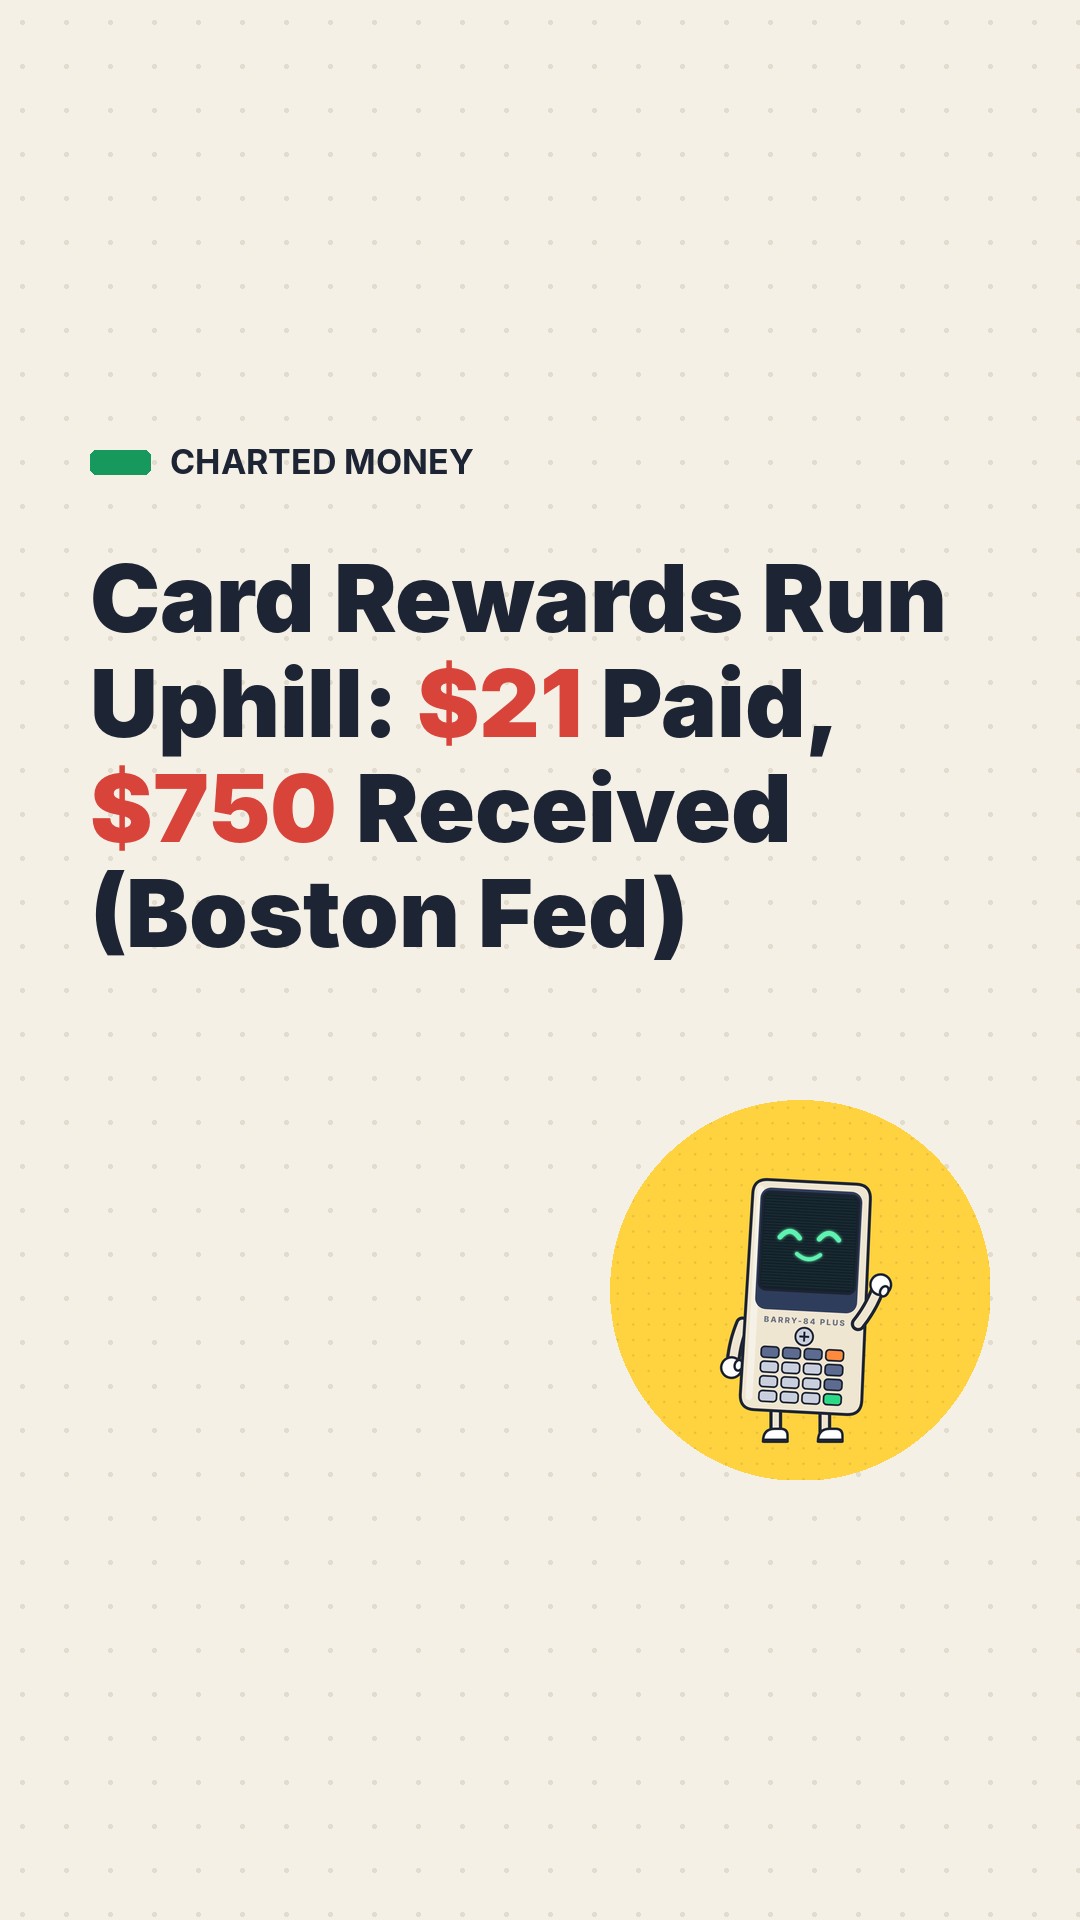 CHARTED MONEY
Card Rewards Run
Uphill: $21 Paid,
$750 Received
(Boston Fed)
BARRY-84 PLUS